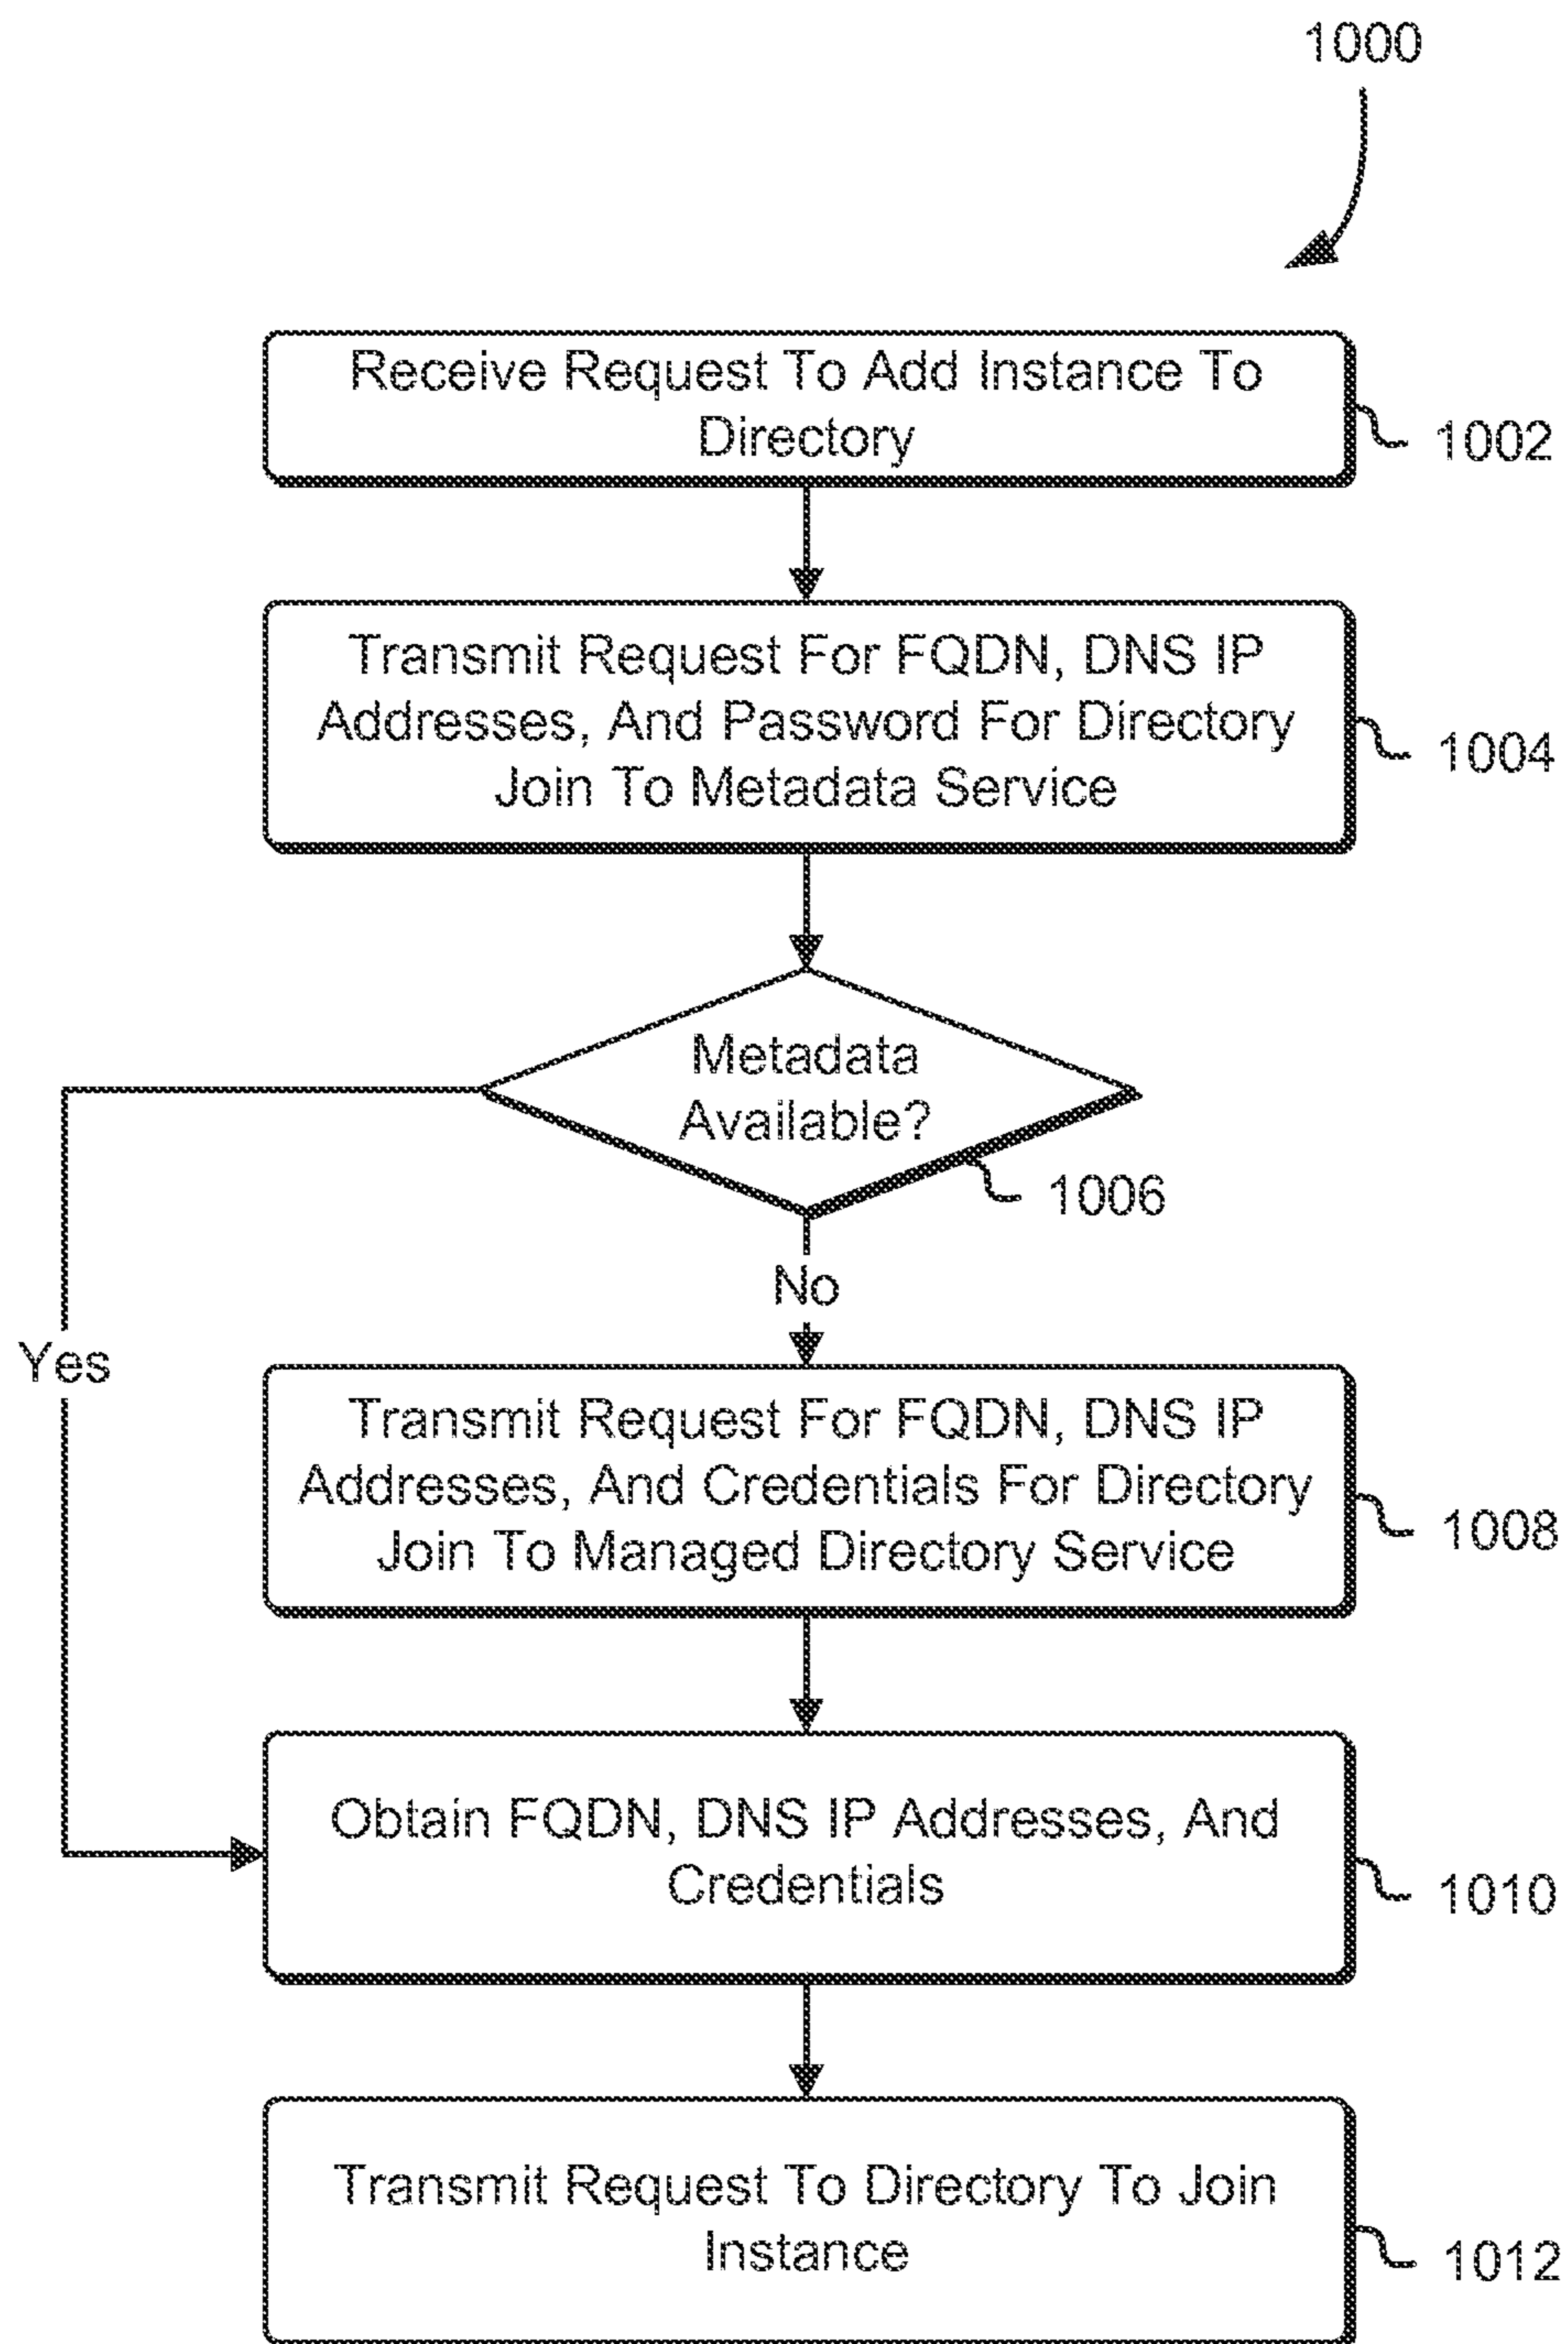 1000
Receive Request To Add Instance To
Directory
1002
Transmit Request For FQDN, DNS IP
Addresses, And Password For Directory
Join To Metadata Service
1004
Metadata
Available?
1006
No
Yes
Transmit Request For FQDN, DNS IP
Addresses, And Credentials For Directory
Join To Managed Directory Service
1008
Obtain FQDN, DNS IP Addresses, And
Credentials
1010
Transmit Request To Directory To Join
Instance
1012